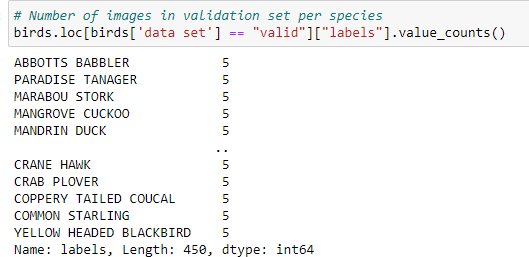 # Number of images in validation set per species
birds.loc[birds['data set'] == "valid"]["labels"].value_counts()
ABBOTTS BABBLER 5
PARADISE TANAGER 5
MARABOU STORK 5
MANGROVE CUCKOO 5
MANDRIN DUCK 5
..
CRANE HAWK 5
CRAB PLOVER 5
COPPERY TAILED COUCAL 5
COMMON STARLING 5
YELLOW HEADED BLACKBIRD 5
Name: labels, Length: 450, dtype: int64